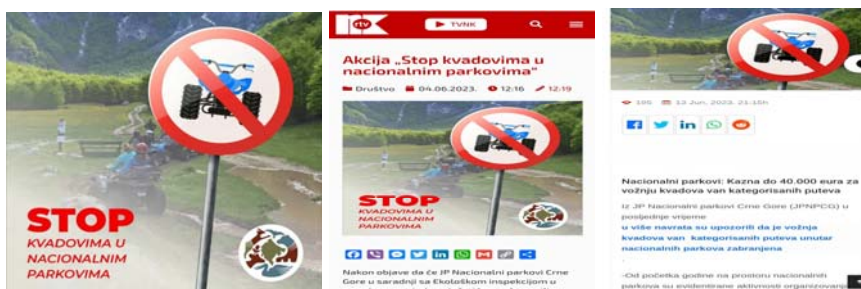 STOP
KVADOVIMA U
NACIONALNIM
PARKOVIMA
rtv
TVNK
Akcija „Stop kvadovima u
nacionalnim parkovima“
Društvo 04.06.2023. 12:16 12:19
STOP
KVADOVIMA U
NACIONALNIM
PARKOVIMA
Nakon objave da će JP Nacionalni parkovi Crne
Gore u saradnji sa Ekološkom inspekcijom u
185 13 Jun, 2023. 21:15h
Nacionalni parkovi: Kazna do 40.000 eura za
vožnju kvadova van kategorisanih puteva
Iz JP Nacionalni parkovi Crne Gore (JPNPCG) u
posljednje vrijeme
u više navrata su upozorili da je vožnja
kvadova van kategorisanih puteva unutar
nacionalnih parkova zabranjena
.
-Od početka godine na prostoru nacionalnih
parkova su evidentirane aktivnosti